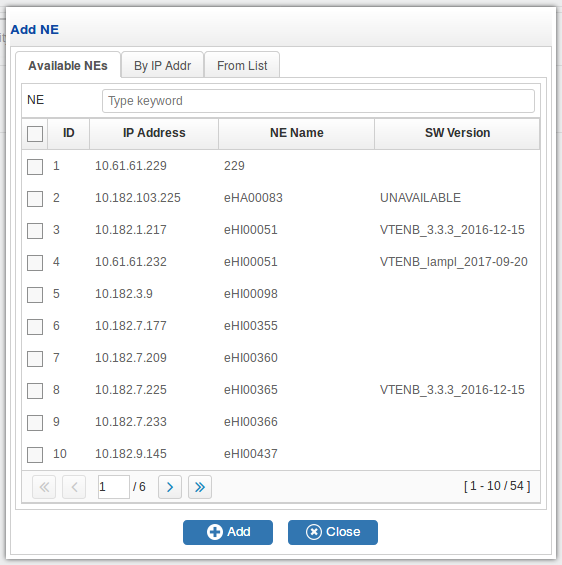 Add NE
Available NEs By IP Addr From List
NE Type keyword
ID IP Address NE Name SW Version
1 10.61.61.229 229
2 10.182.103.225 eHA00083 UNAVAILABLE
3 10.182.1.217 eHI00051 VTENB_3.3.3_2016-12-15
4 10.61.61.232 eHI00051 VTENB_lampl_2017-09-20
5 10.182.3.9 eHI00098
6 10.182.7.177 eHI00355
7 10.182.7.209 eHI00360
8 10.182.7.225 eHI00365 VTENB_3.3.3_2016-12-15
9 10.182.7.233 eHI00366
10 10.182.9.145 eHI00437
1 / 6 [ 1 - 10 / 54 ]
Add Close